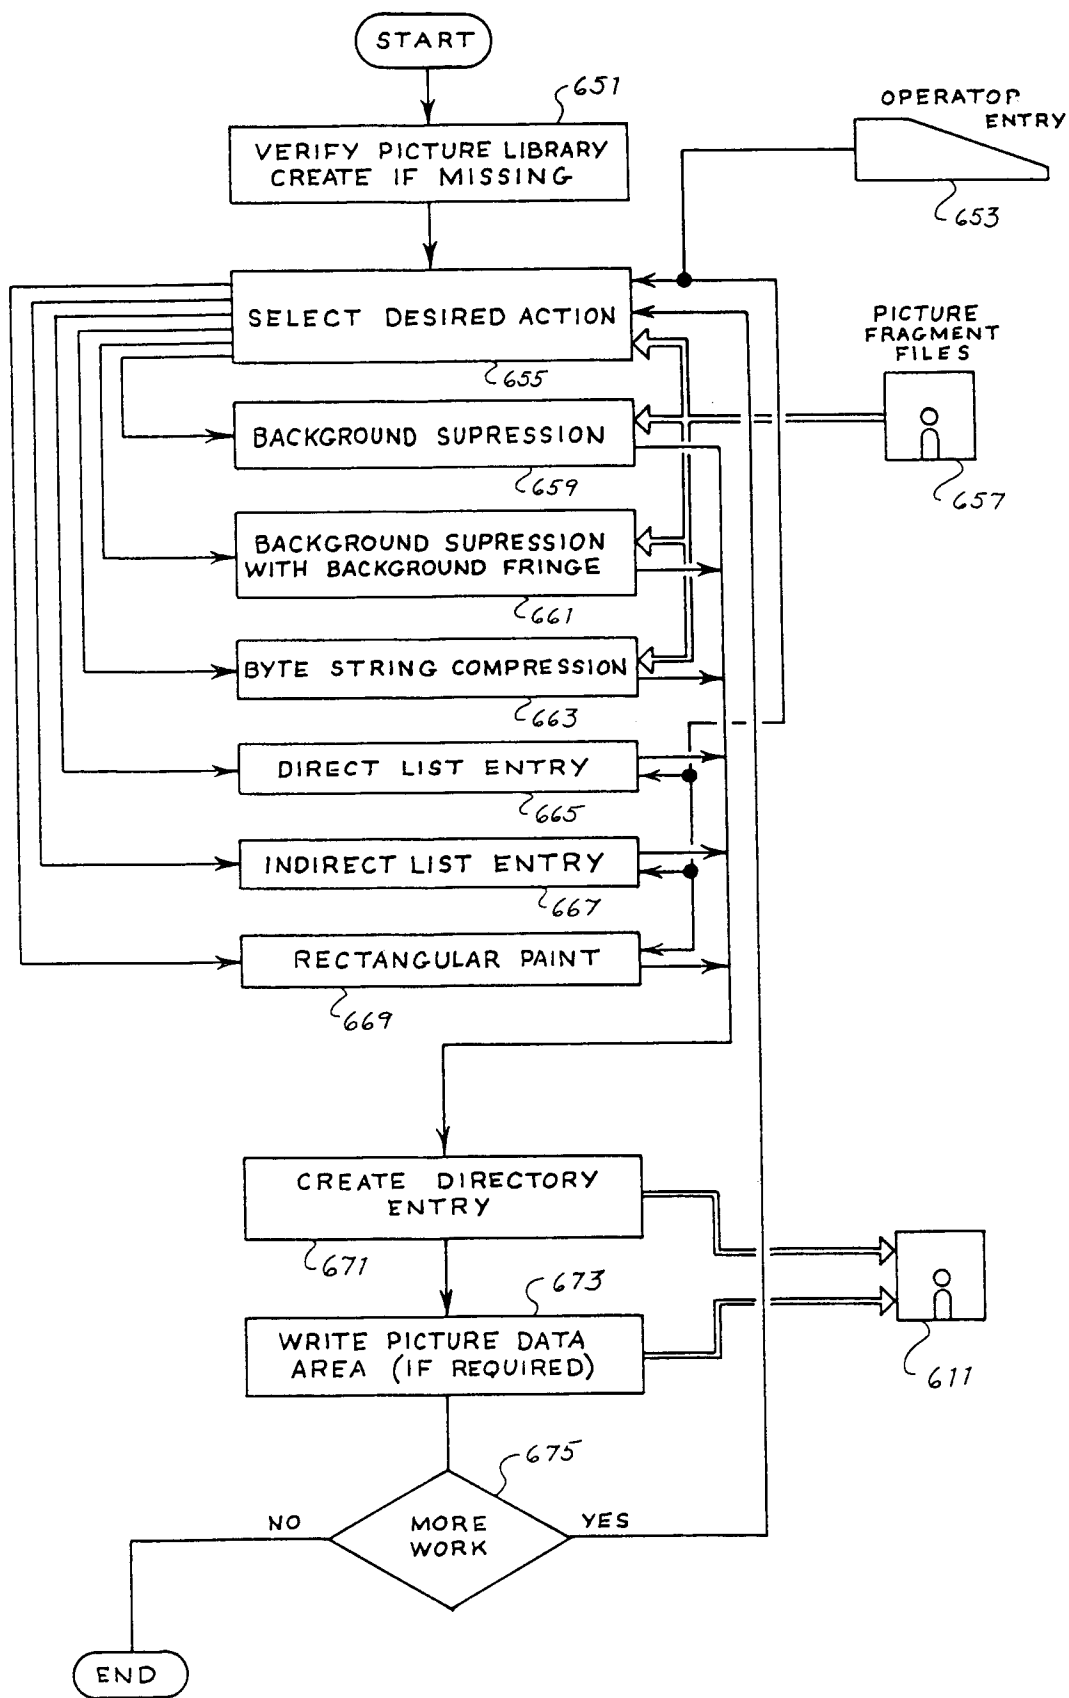 START
651
VERIFY PICTURE LIBRARY
CREATE IF MISSING
OPERATOR
ENTRY
653
SELECT DESIRED ACTION
655
PICTURE
FRAGMENT
FILES
657
BACKGROUND SUPRESSION
659
BACKGROUND SUPRESSION
WITH BACKGROUND FRINGE
661
BYTE STRING COMPRESSION
663
DIRECT LIST ENTRY
665
INDIRECT LIST ENTRY
667
RECTANGULAR PAINT
669
CREATE DIRECTORY
ENTRY
671
673
WRITE PICTURE DATA
AREA (IF REQUIRED)
611
675
NO
MORE
WORK
YES
END